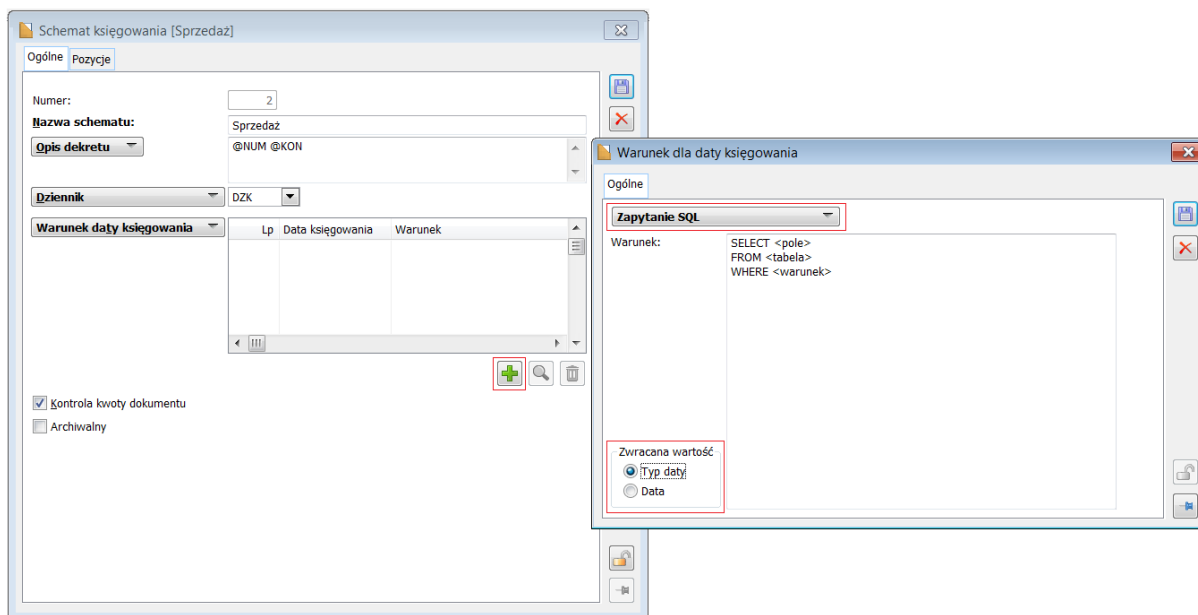 Schemat księgowania [Sprzedaż]
Ogólne Pozycje
Numer: 2
Nazwa schematu: Sprzedaż
Opis dekretu @NUM @KON
Dziennik DZK
Warunek daty księgowania Lp Data księgowania Warunek
Kontrola kwoty dokumentu
Archiwalny
Warunek dla daty księgowania
Ogólne
Zapytanie SQL
Warunek: SELECT <pole>
FROM <tabela>
WHERE <warunek>
Zwracana wartość
Typ daty
Data